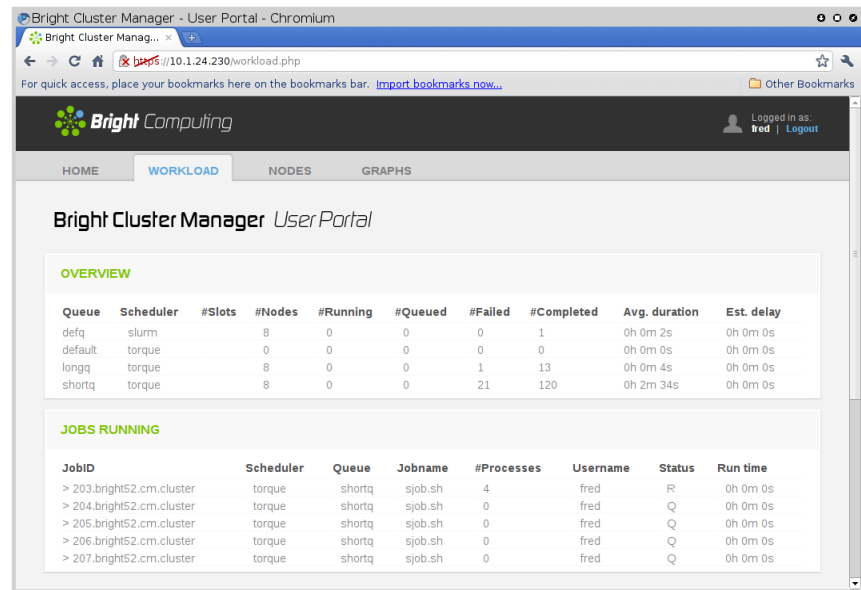 Bright Cluster Manager - User Portal - Chromium
Bright Cluster Manag... ×
https://10.1.24.230/workload.php
For quick access, place your bookmarks here on the bookmarks bar. Import bookmarks now... Other Bookmarks
Bright Computing
Logged in as:
fred | Logout
HOME WORKLOAD NODES GRAPHS
Bright Cluster Manager User Portal
OVERVIEW
Queue Scheduler #Slots #Nodes #Running #Queued #Failed #Completed Avg. duration Est. delay
defq slurm 8 0 0 0 1 0h 0m 2s 0h 0m 0s
default torque 0 0 0 0 0 0h 0m 0s 0h 0m 0s
longq torque 8 0 0 1 13 0h 0m 4s 0h 0m 0s
shortq torque 8 0 0 21 120 0h 2m 34s 0h 0m 0s
JOBS RUNNING
JobID Scheduler Queue Jobname #Processes Username Status Run time
> 203.bright52.cm.cluster torque shortq sjob.sh 4 fred R 0h 0m 0s
> 204.bright52.cm.cluster torque shortq sjob.sh 0 fred Q 0h 0m 0s
> 205.bright52.cm.cluster torque shortq sjob.sh 0 fred Q 0h 0m 0s
> 206.bright52.cm.cluster torque shortq sjob.sh 0 fred Q 0h 0m 0s
> 207.bright52.cm.cluster torque shortq sjob.sh 0 fred Q 0h 0m 0s